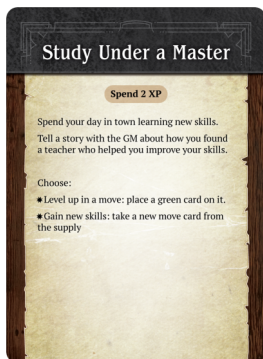 Study Under a Master
Spend 2 XP
Spend your day in town learning new skills.
Tell a story with the GM about how you found
a teacher who helped you improve your skills.
Choose:
✷Level up in a move: place a green card on it.
✷Gain new skills: take a new move card from
the supply